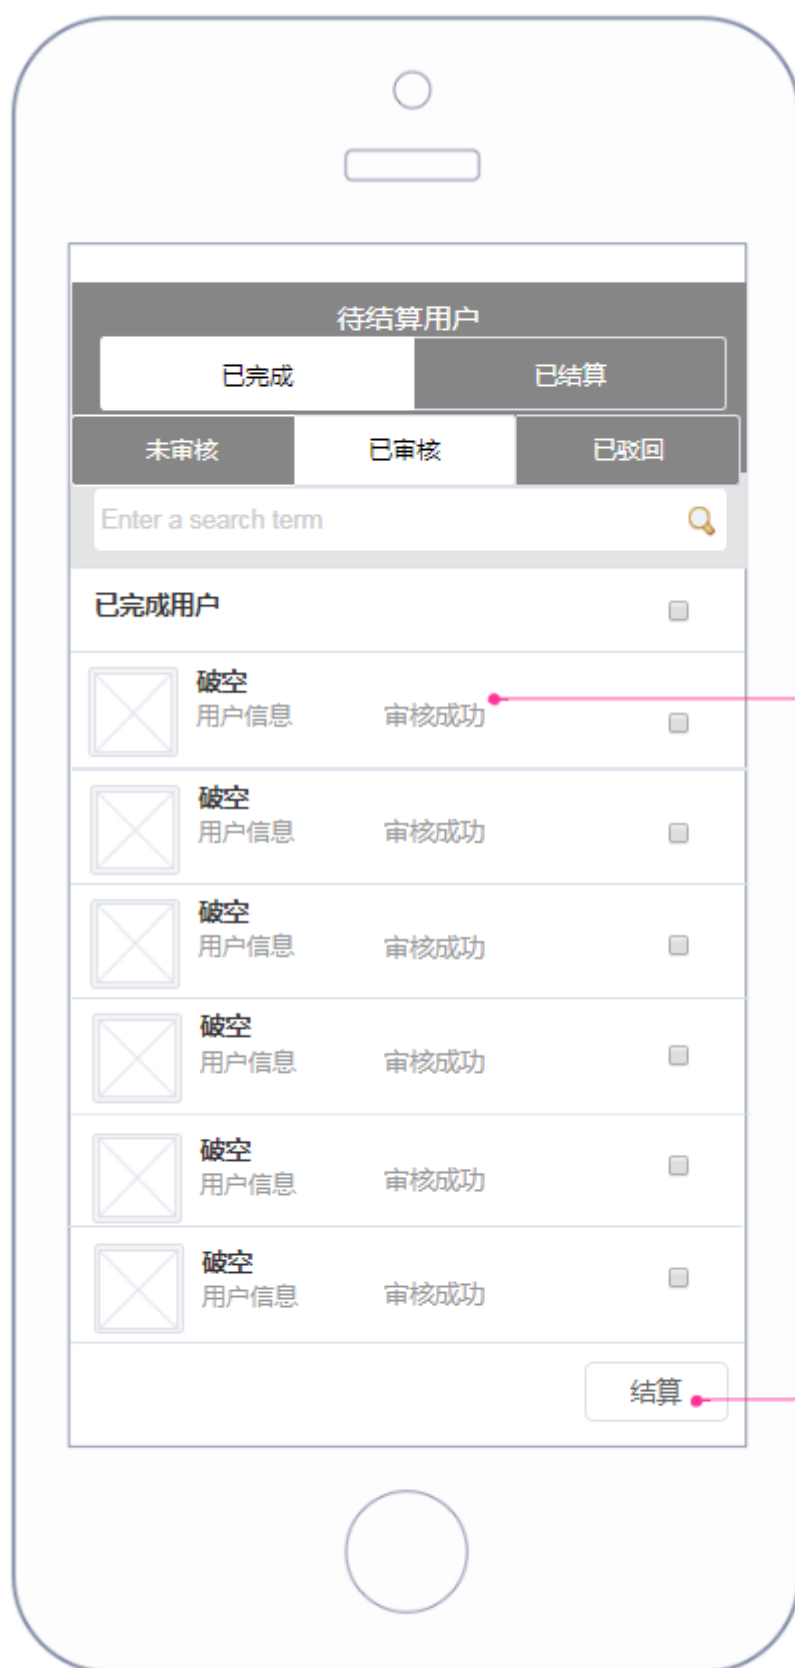 待结算用户
已完成 已结算
未审核 已审核 已驳回
Enter a search term
已完成用户
破空
用户信息 审核成功
破空
用户信息 审核成功
破空
用户信息 审核成功
破空
用户信息 审核成功
破空
用户信息 审核成功
破空
用户信息 审核成功
结算